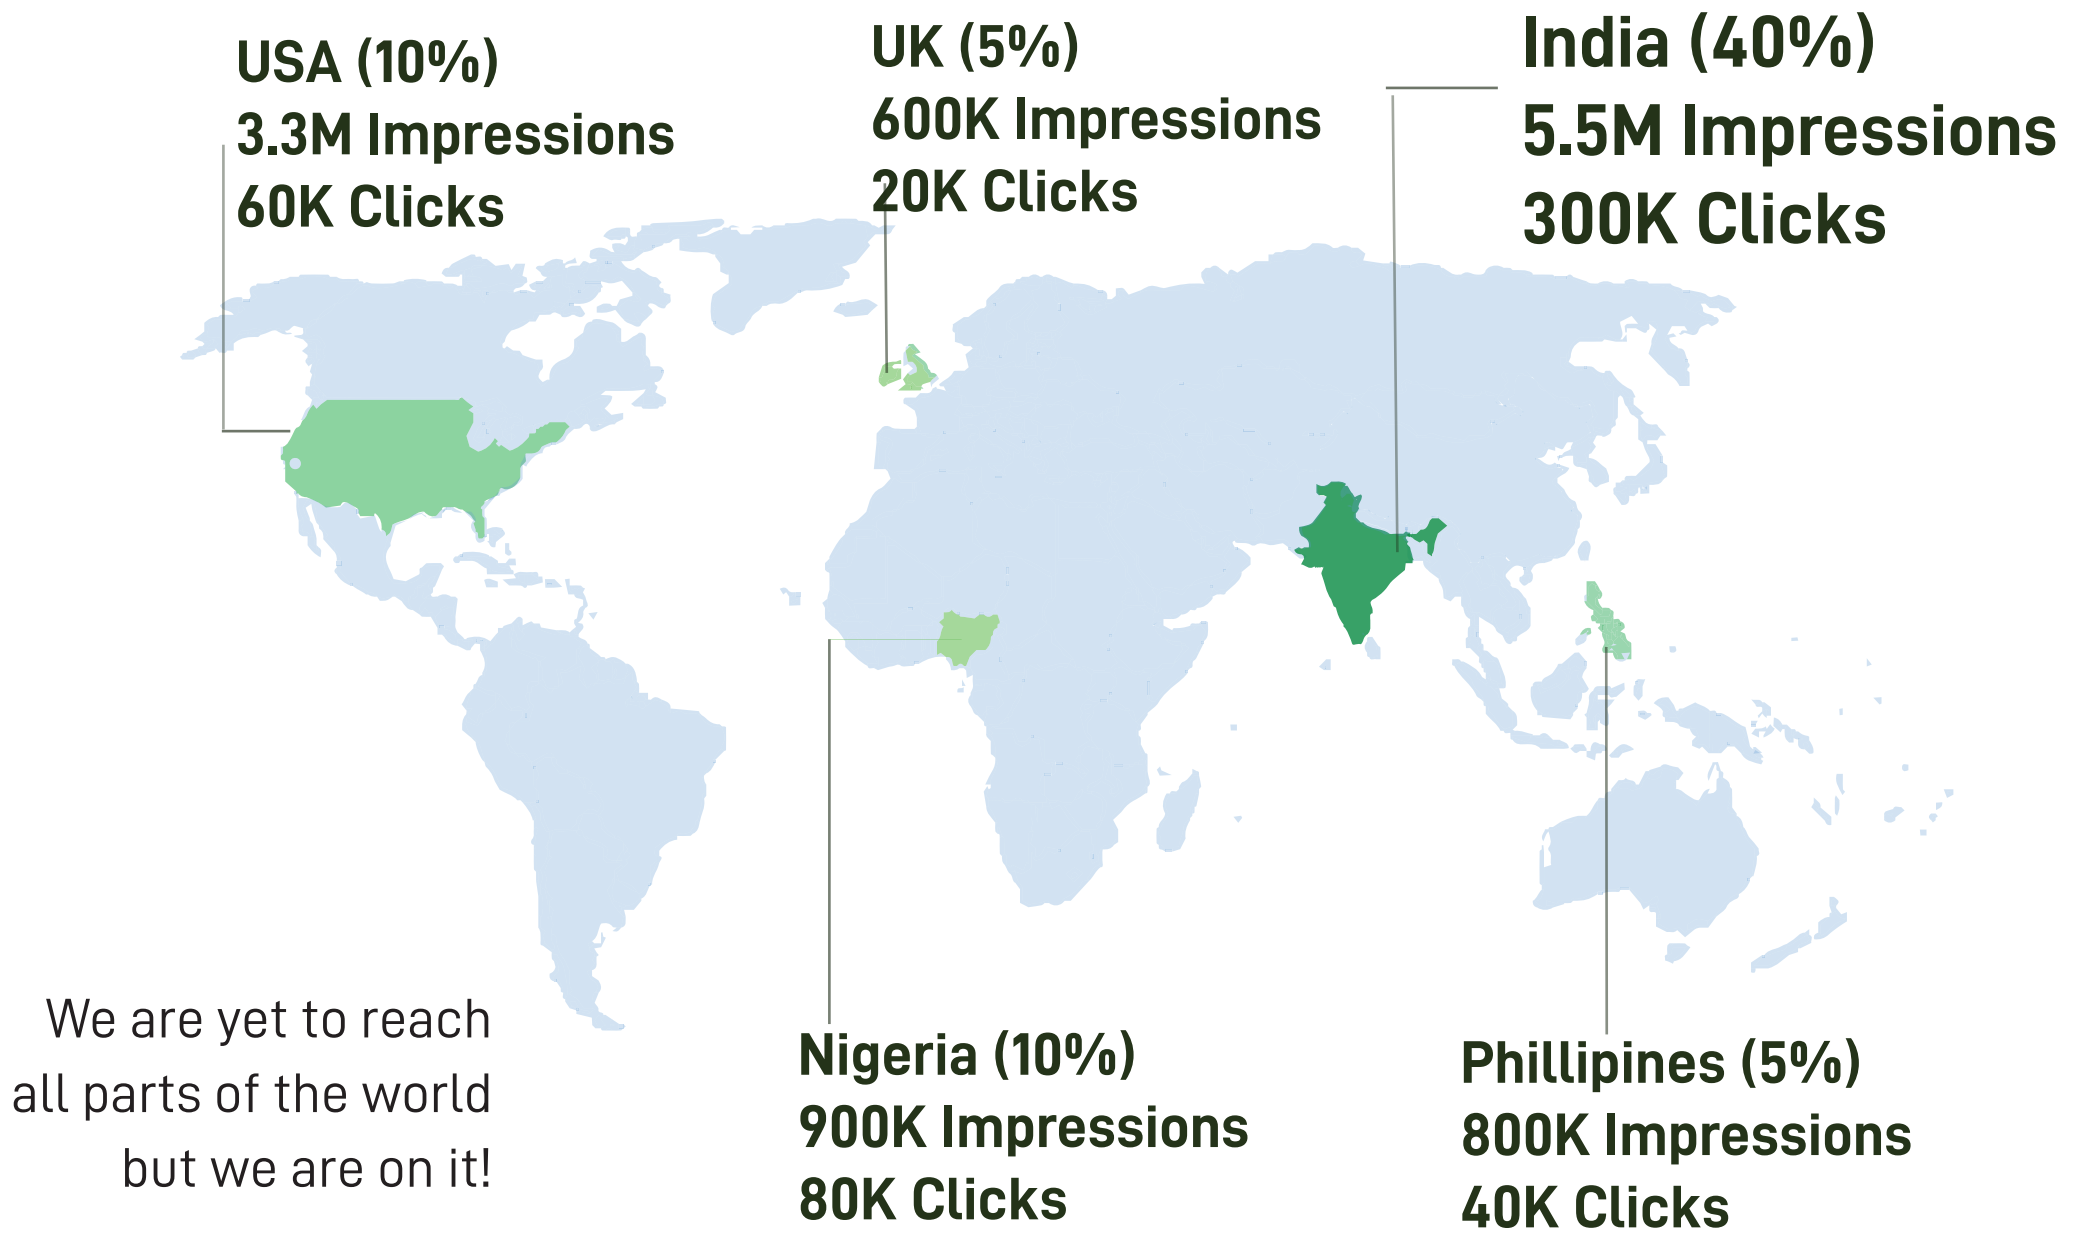 USA (10%)
3.3M Impressions
60K Clicks
UK (5%)
600K Impressions
20K Clicks
India (40%)
5.5M Impressions
300K Clicks
We are yet to reach
all parts of the world
but we are on it!
Nigeria (10%)
900K Impressions
80K Clicks
Phillipines (5%)
800K Impressions
40K Clicks